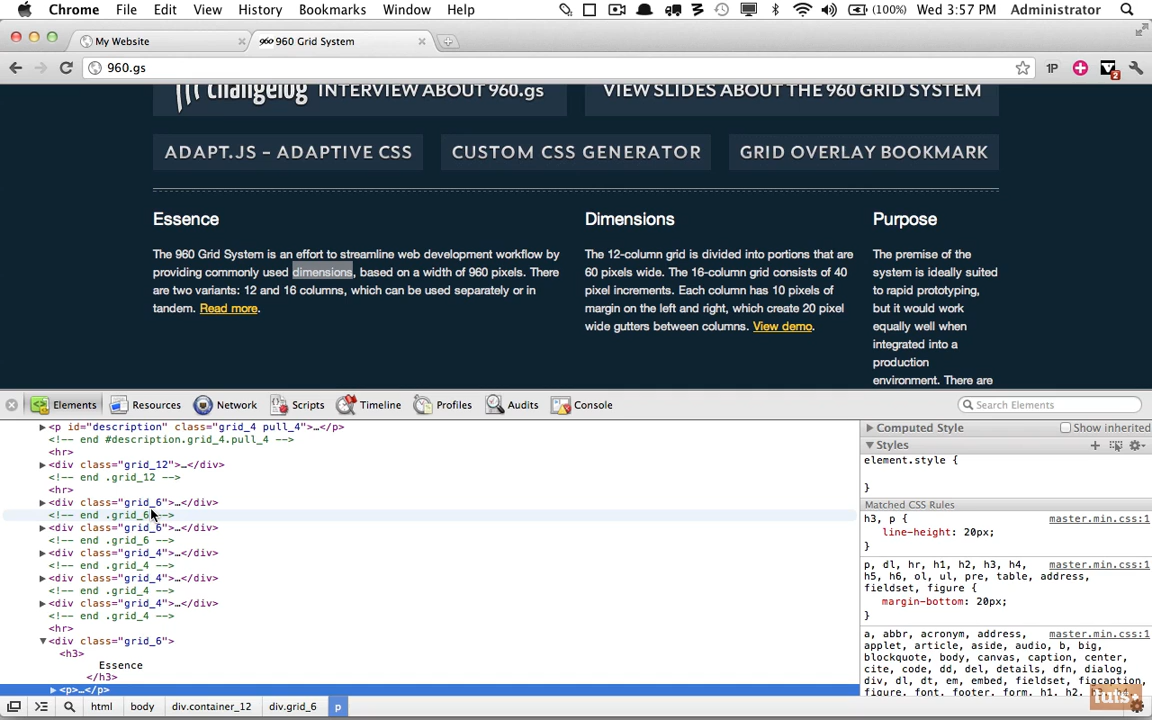 Chrome File Edit View History Bookmarks Window Help (100%) Wed 3:57 PM Administrator
My Website 960 Grid System
960.gs 1P 2
changelog INTERVIEW ABOUT 960.gs VIEW SLIDES ABOUT THE 960 GRID SYSTEM
ADAPT.JS – ADAPTIVE CSS CUSTOM CSS GENERATOR GRID OVERLAY BOOKMARK
Essence
The 960 Grid System is an effort to streamline web development workflow by
providing commonly used dimensions, based on a width of 960 pixels. There
are two variants: 12 and 16 columns, which can be used separately or in
tandem. Read more.
Dimensions
The 12-column grid is divided into portions that are
60 pixels wide. The 16-column grid consists of 40
pixel increments. Each column has 10 pixels of
margin on the left and right, which create 20 pixel
wide gutters between columns. View demo.
Purpose
The premise of the
system is ideally suited
to rapid prototyping,
but it would work
equally well when
integrated into a
production
environment. There are
Elements Resources Network Scripts Timeline Profiles Audits Console Search Elements
<p id="description" class="grid_4 pull_4">…</p>
<!-- end #description.grid_4.pull_4 -->
<hr>
<div class="grid_12">…</div>
<!-- end .grid_12 -->
<hr>
<div class="grid_6">…</div>
<!-- end .grid_6 -->
<div class="grid_6">…</div>
<!-- end .grid_6 -->
<div class="grid_4">…</div>
<!-- end .grid_4 -->
<div class="grid_4">…</div>
<!-- end .grid_4 -->
<div class="grid_4">…</div>
<!-- end .grid_4 -->
<hr>
<div class="grid_6">
<h3>
Essence
</h3>
<p>…</p>
html body div.container_12 div.grid_6 p
Computed Style Show inherited
Styles
element.style {
}
Matched CSS Rules
h3, p { master.min.css:1
line-height: 20px;
}
p, dl, hr, h1, h2, h3, h4, master.min.css:1
h5, h6, ol, ul, pre, table, address,
fieldset, figure {
margin-bottom: 20px;
}
a, abbr, acronym, address, master.min.css:1
applet, article, aside, audio, b, big,
blockquote, body, canvas, caption, center,
cite, code, dd, del, details, dfn, dialog,
div, dl, dt, em, embed, fieldset, figcaption,
figure, font, footer, form, h1, h2, h3, h4,
tuts+